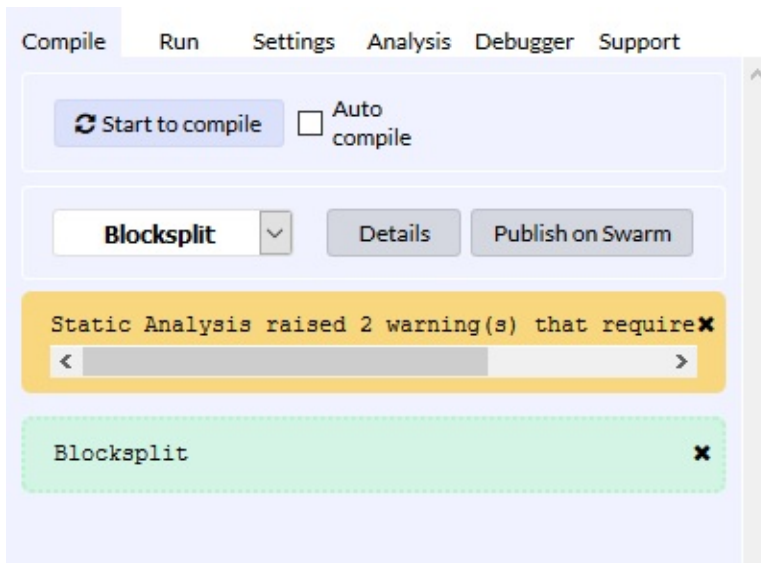 Compile Run Settings Analysis Debugger Support
Start to compile
Auto
compile
Blocksplit
Details
Publish on Swarm
Static Analysis raised 2 warning(s) that require
Blocksplit